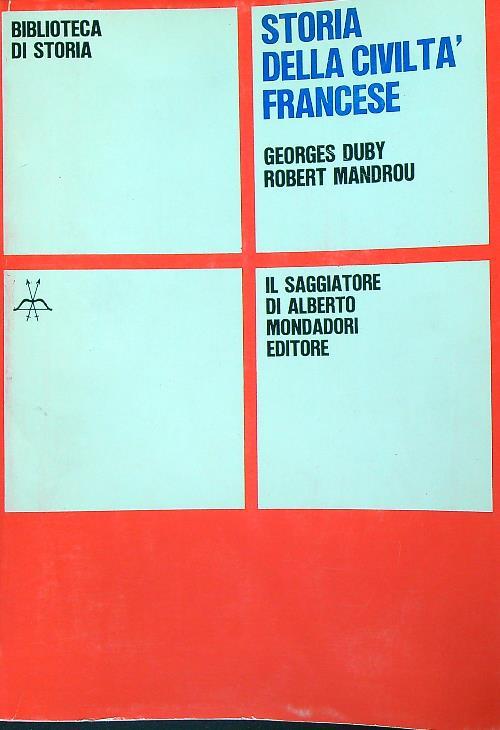 BIBLIOTECA
DI STORIA
STORIA
DELLA CIVILTA'
FRANCESE
GEORGES DUBY
ROBERT MANDROU
IL SAGGIATORE
DI ALBERTO
MONDADORI
EDITORE